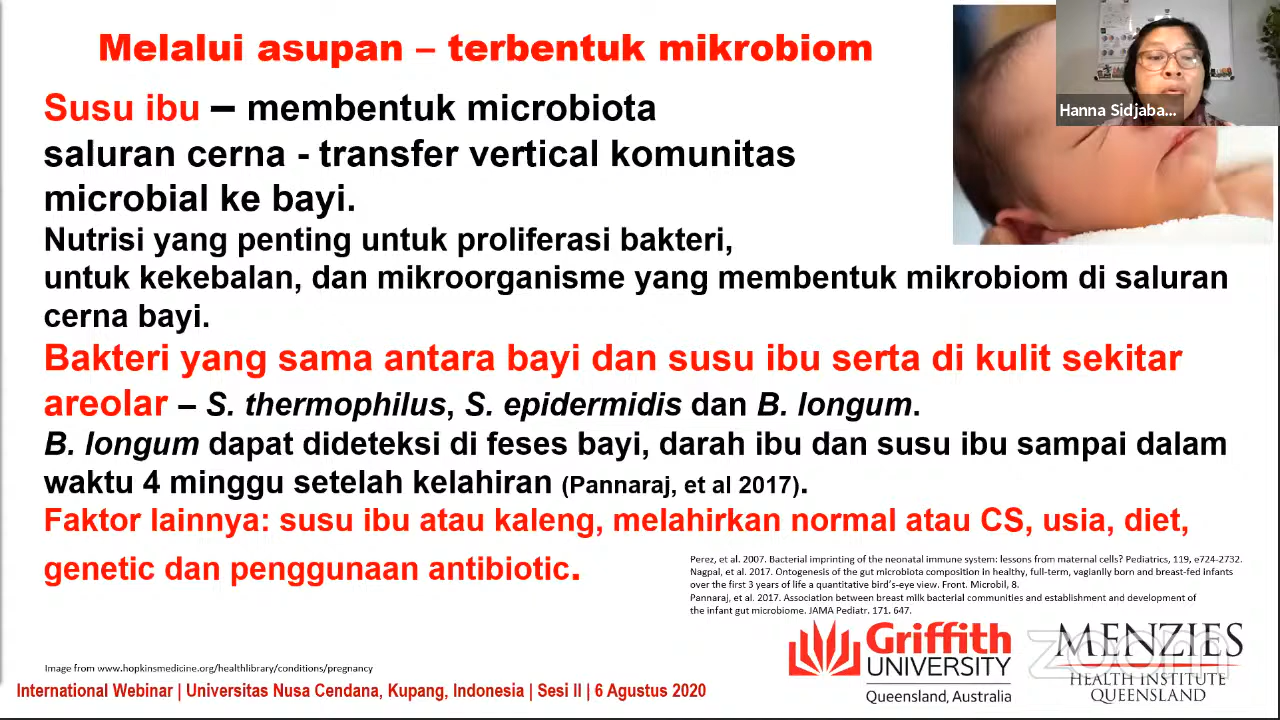 Melalui asupan – terbentuk mikrobiom
Hanna Sidjaba...
Susu ibu – membentuk microbiota
saluran cerna - transfer vertical komunitas
microbial ke bayi.
Nutrisi yang penting untuk proliferasi bakteri,
untuk kekebalan, dan mikroorganisme yang membentuk mikrobiom di saluran
cerna bayi.
Bakteri yang sama antara bayi dan susu ibu serta di kulit sekitar
areolar – S. thermophilus, S. epidermidis dan B. longum.
B. longum dapat dideteksi di feses bayi, darah ibu dan susu ibu sampai dalam
waktu 4 minggu setelah kelahiran (Pannaraj, et al 2017).
Faktor lainnya: susu ibu atau kaleng, melahirkan normal atau CS, usia, diet,
genetic dan penggunaan antibiotic.
Perez, et al. 2007. Bacterial imprinting of the neonatal immune system: lessons from maternal cells? Pediatrics, 119, e724-2732.
Nagpal, et al. 2017. Ontogenesis of the gut microbiota composition in healthy, full-term, vaginally born and breast-fed infants
over the first 3 years of life a quantitative bird's-eye view. Front. Microbil, 8.
Pannaraj, et al. 2017. Association between breast milk bacterial communities and establishment and development of
the infant gut microbiome. JAMA Pediatr. 171. 647.
Griffith
UNIVERSITY
Queensland, Australia
zoom
MENZIES
HEALTH INSTITUTE
QUEENSLAND
Image from www.hopkinsmedicine.org/healthlibrary/conditions/pregnancy
International Webinar | Universitas Nusa Cendana, Kupang, Indonesia | Sesi II | 6 Agustus 2020